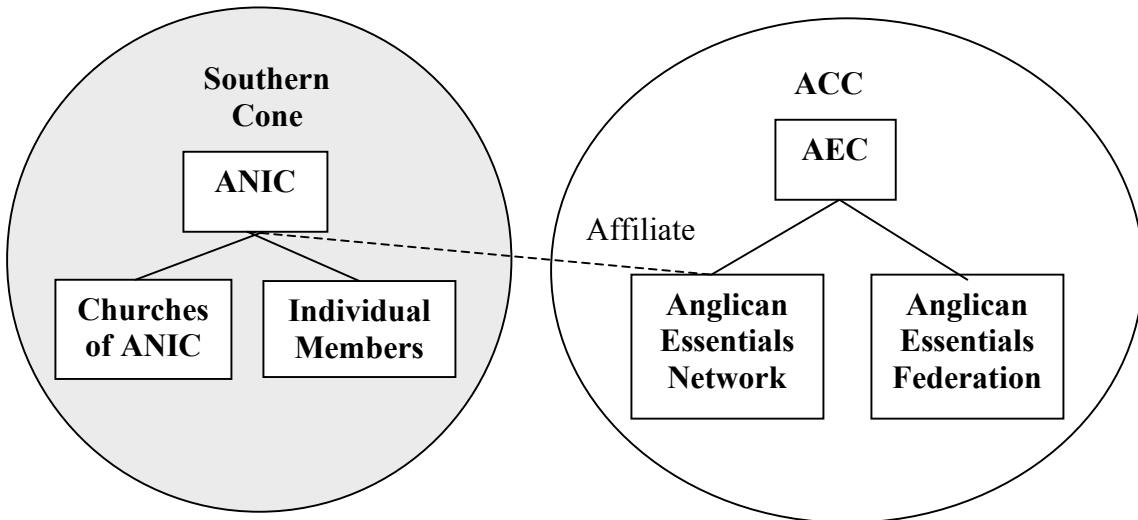 Southern
Cone
ANIC
Churches
of ANIC
Individual
Members
Affiliate
ACC
AEC
Anglican
Essentials
Network
Anglican
Essentials
Federation